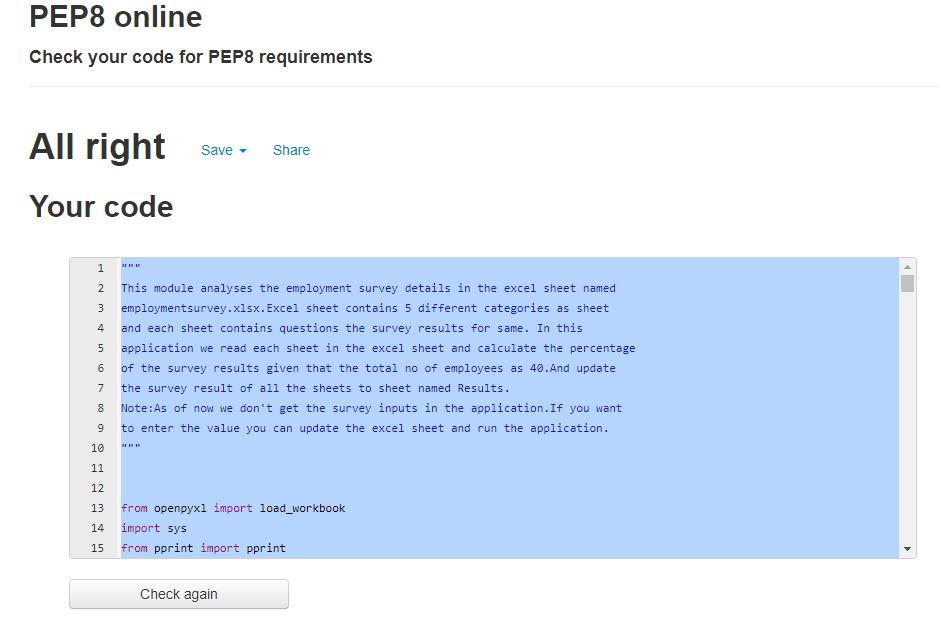 PEP8 online
Check your code for PEP8 requirements
All right Save Share
Your code
1 """
2 This module analyses the employment survey details in the excel sheet named
3 employmentsurvey.xlsx.Excel sheet contains 5 different categories as sheet
4 and each sheet contains questions the survey results for same. In this
5 application we read each sheet in the excel sheet and calculate the percentage
6 of the survey results given that the total no of employees as 40.And update
7 the survey result of all the sheets to sheet named Results.
8 Note:As of now we don't get the survey inputs in the application.If you want
9 to enter the value you can update the excel sheet and run the application.
10 """
11
12
13 from openpyxl import load_workbook
14 import sys
15 from pprint import pprint
Check again